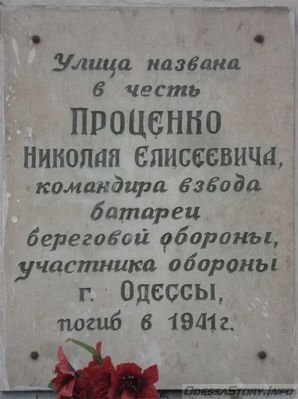 Улица названа
в честь
ПРОЦЕНКО
НИКОЛАЯ ЕЛИСЕЕВИЧА,
командира взвода
батареи
береговой обороны,
участника обороны
г. ОДЕССЫ,
погиб в 1941г.
OdessaStory.Info